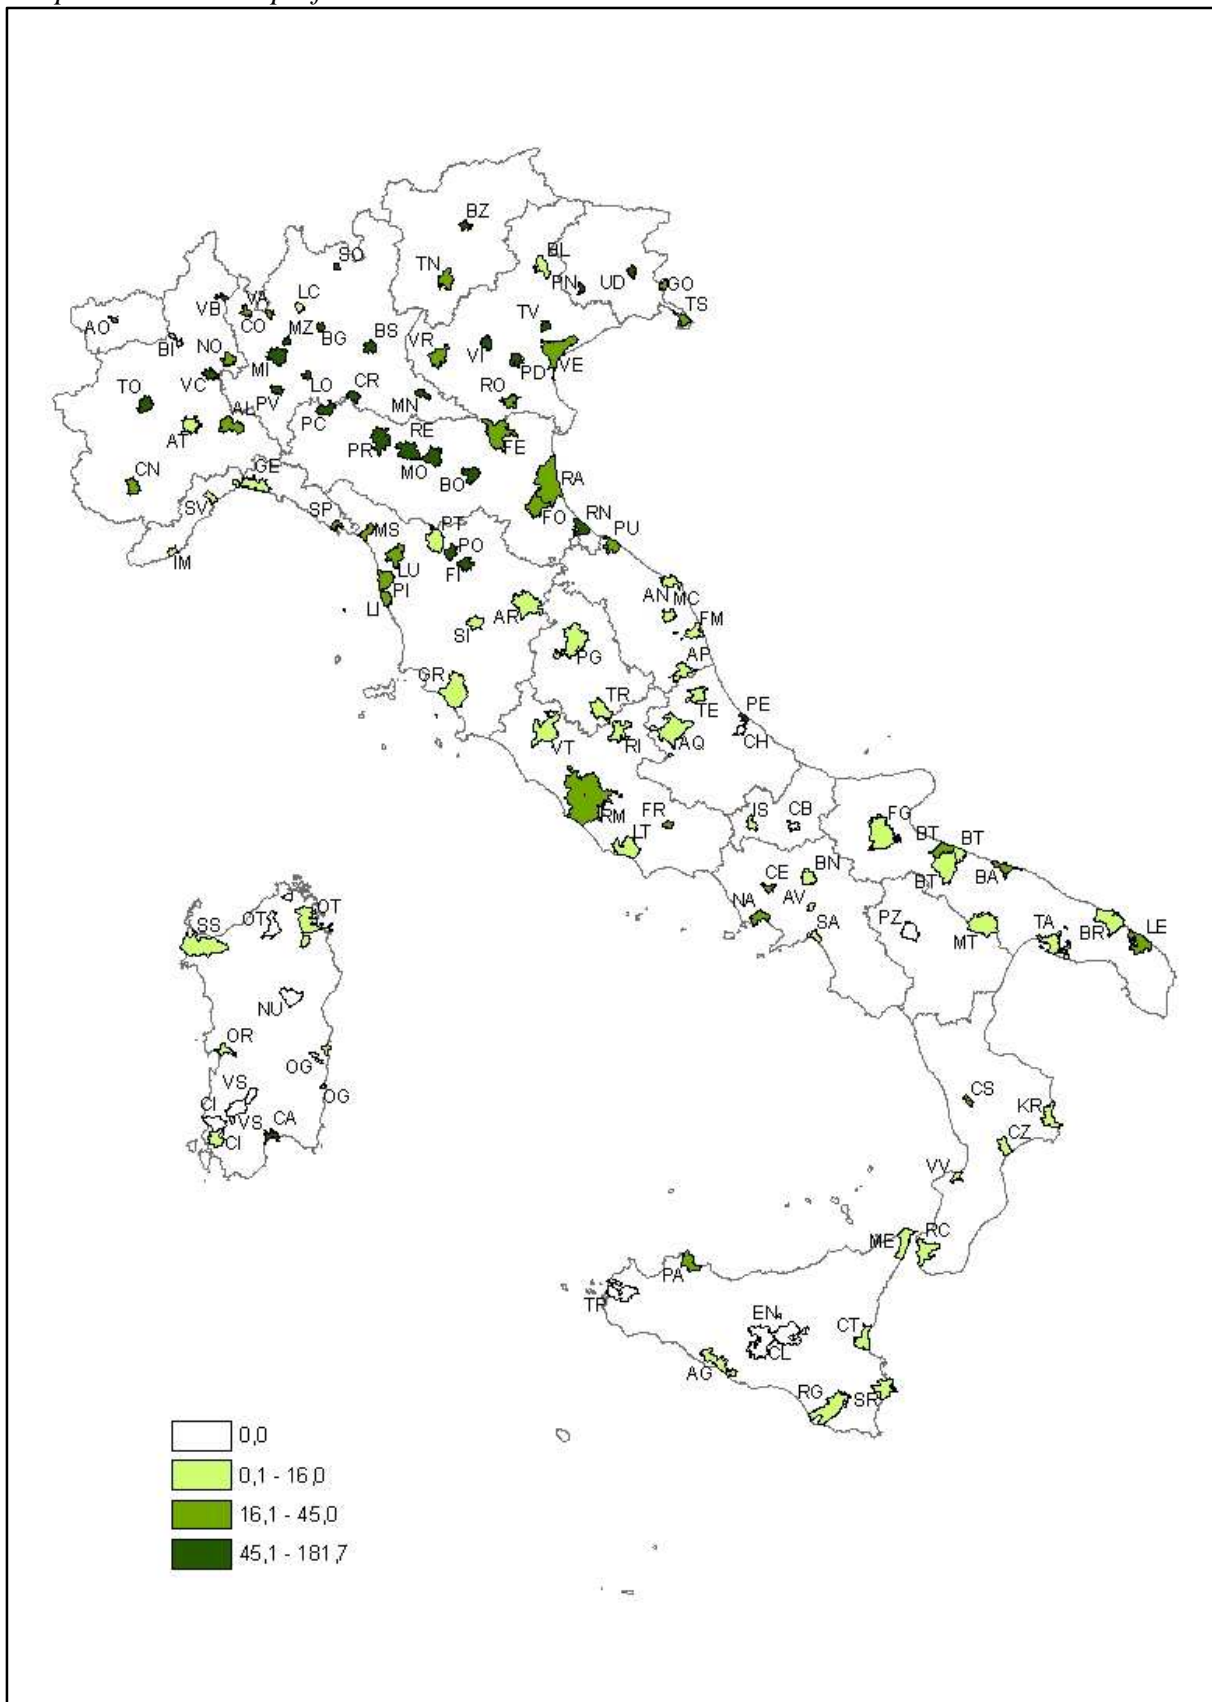 BZ
SO
BL
TN
PN
UD
GO
VA
LC
TS
VB
AO
CO
MZ
TV
BG
BS
BI
NO
VR
VI
MI
PD
VE
VC
TO
LO
CR
RO
PV
MN
AL
PC
AT
RE
FE
PR
GE
MO
CN
RA
BO
SV
SP
FO
RN
MS
PT
PU
PO
IM
LU
FI
PI
AN
MC
LI
AR
FM
SI
PG
AP
GR
TR
TE
PE
VT
RI
AQ
CH
RM
FR
IS
CB
FG
LT
BT
BT
CE
BN
BT
BA
NA
AV
OT
OT
SS
SA
PZ
MT
TA
BR
LE
NU
OR
OG
VS
OG
CS
CI
VS
CA
KR
CI
CZ
VV
ME
RC
PA
TR
EN
CT
CL
AG
RG
SR
0,0
0,1 - 16,0
16,1 - 45,0
45,1 - 181,7